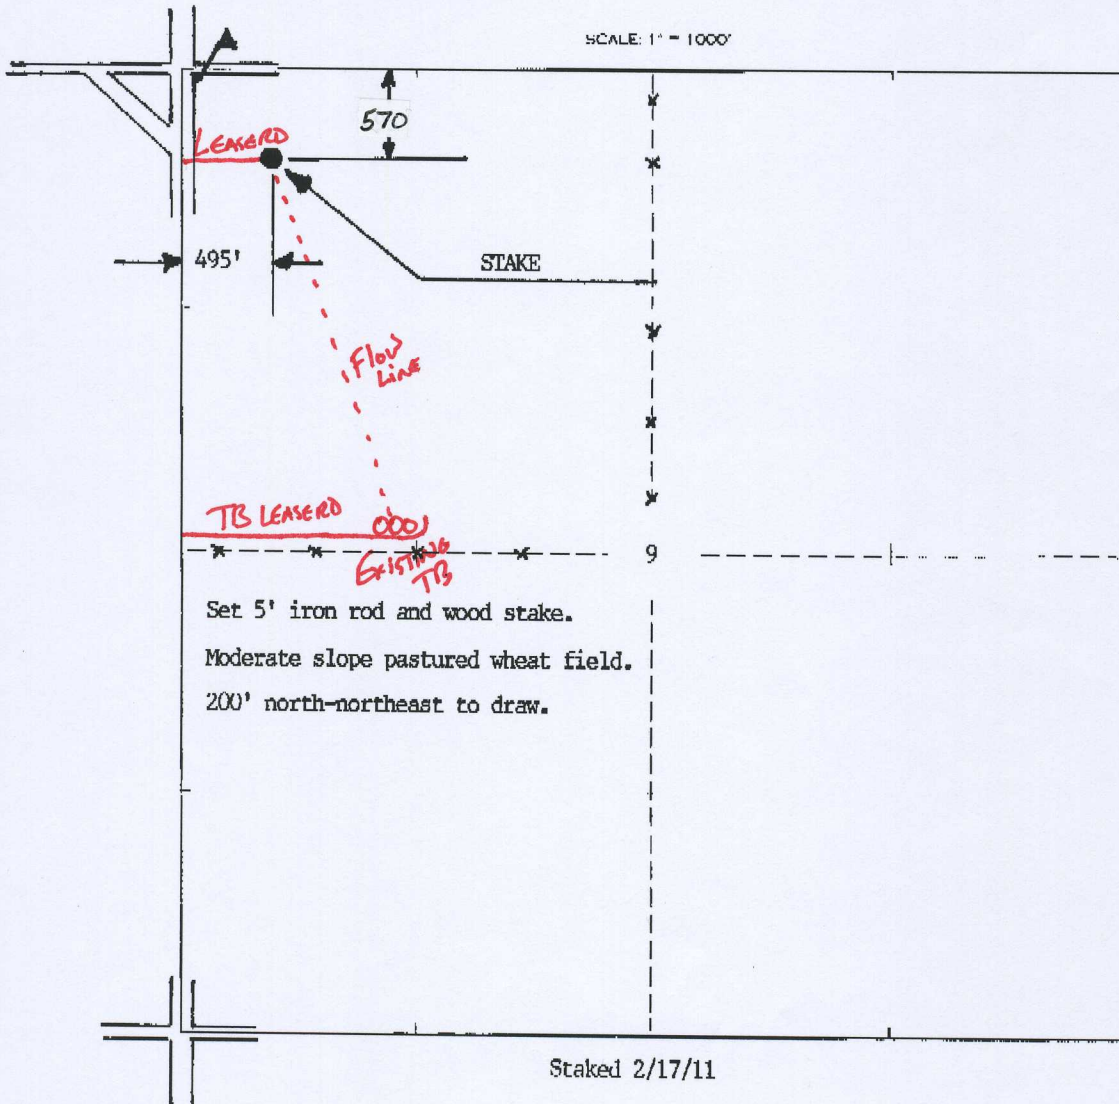 SCALE: 1" = 1000'
570
LEASE RD
495'
STAKE
Flow
Line
TB LEASE RD
9
Existing
TB
Set 5' iron rod and wood stake.
Moderate slope pastured wheat field.
200' north-northeast to draw.
Staked 2/17/11